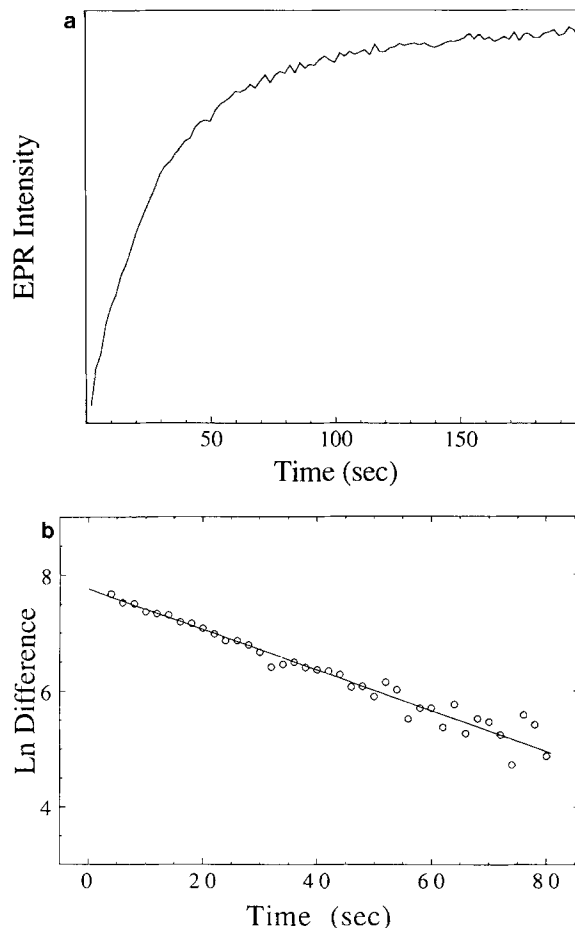 a
EPR Intensity
50 100 150
Time (sec)
b
8
6
4
Ln Difference
0 20 40 60 80
Time (sec)